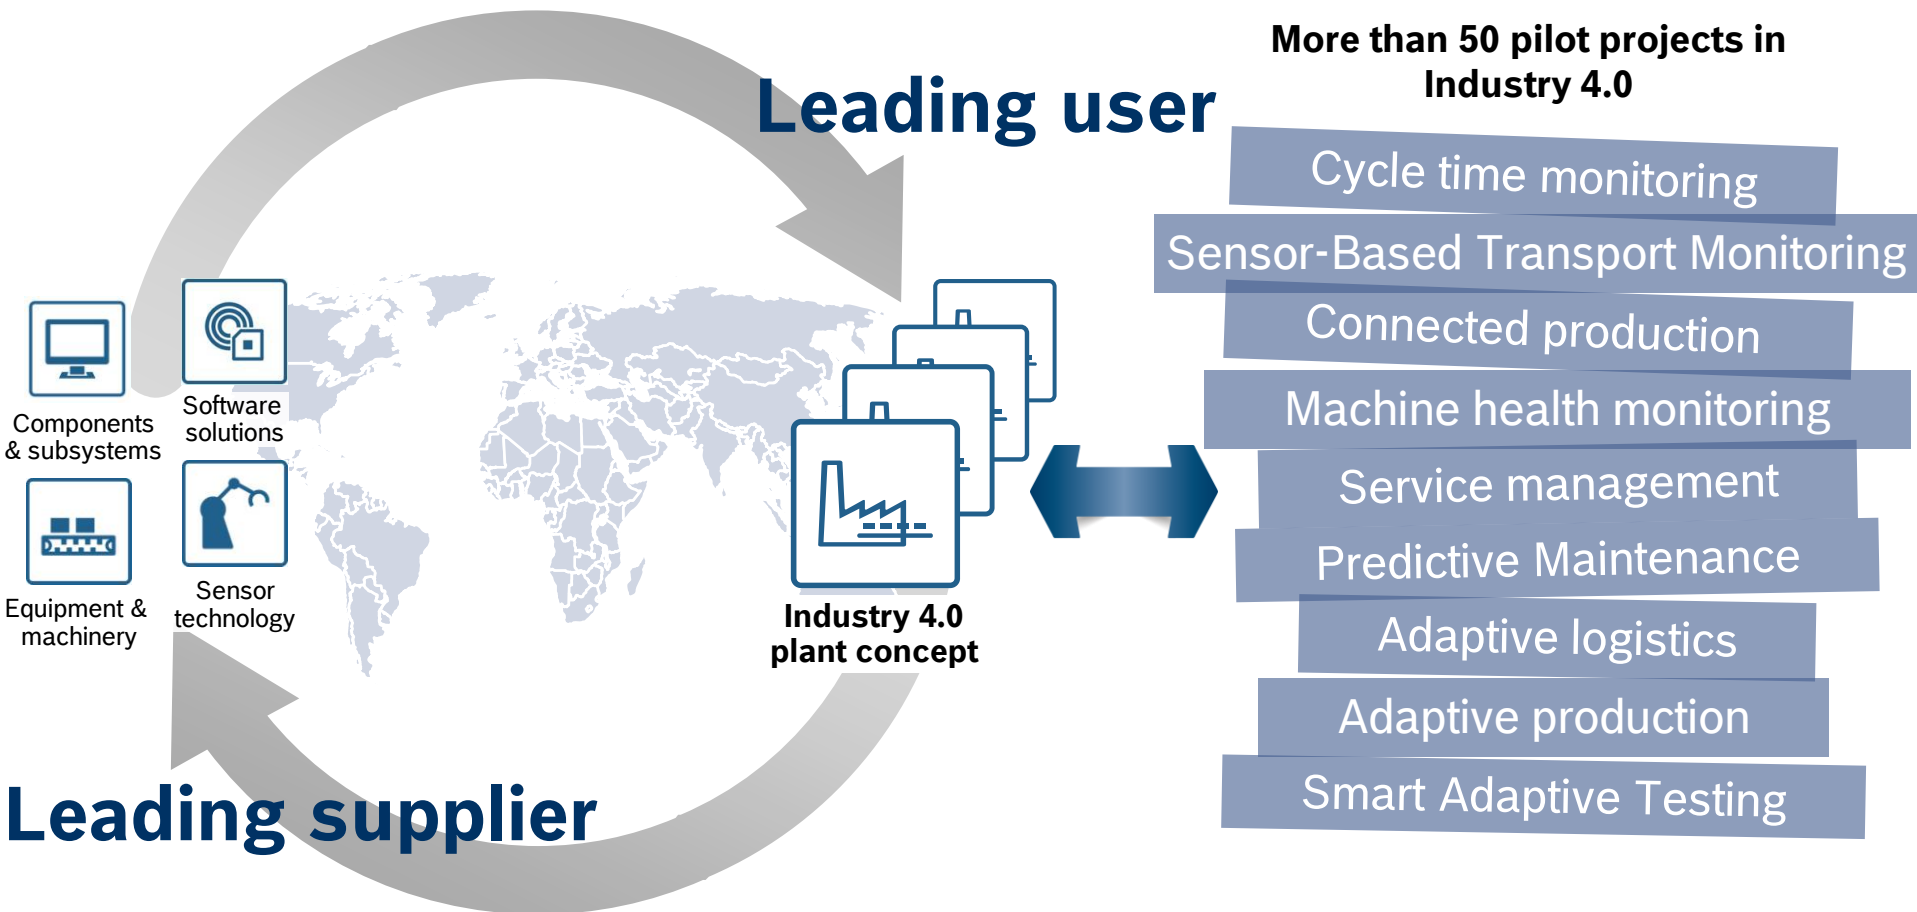 Leading user
Components
& subsystems
Software
solutions
Equipment &
machinery
Sensor
technology
Industry 4.0
plant concept
Leading supplier
More than 50 pilot projects in
Industry 4.0
Cycle time monitoring
Sensor-Based Transport Monitoring
Connected production
Machine health monitoring
Service management
Predictive Maintenance
Adaptive logistics
Adaptive production
Smart Adaptive Testing